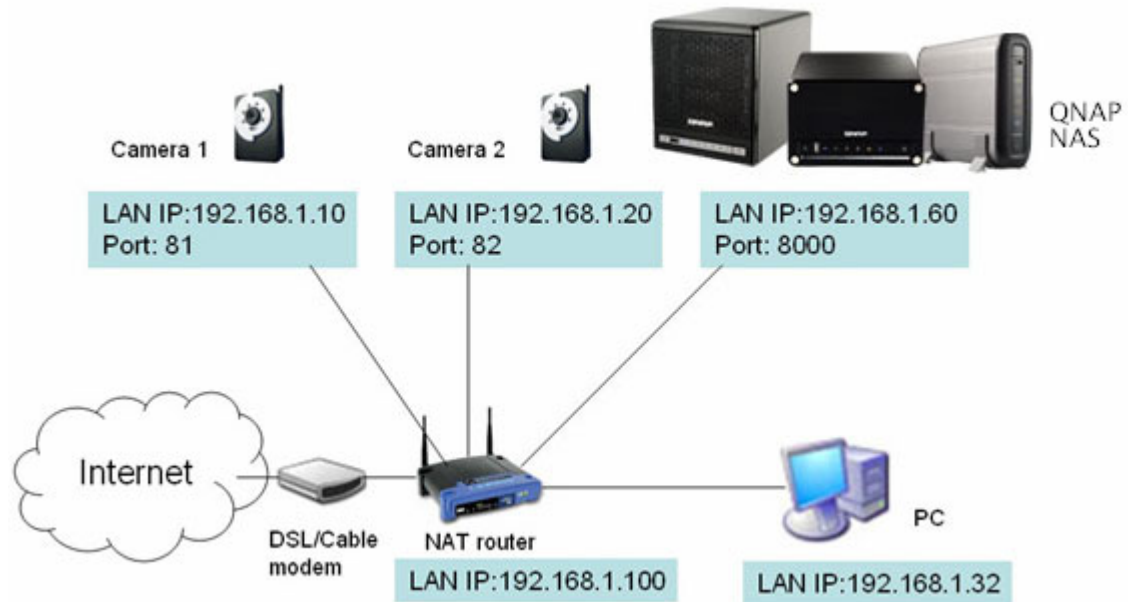 Camera 1
Camera 2
QNAP
NAS
LAN IP:192.168.1.10
Port: 81
LAN IP:192.168.1.20
Port: 82
LAN IP:192.168.1.60
Port: 8000
Internet
DSL/Cable
modem
NAT router
PC
LAN IP:192.168.1.100
LAN IP:192.168.1.32